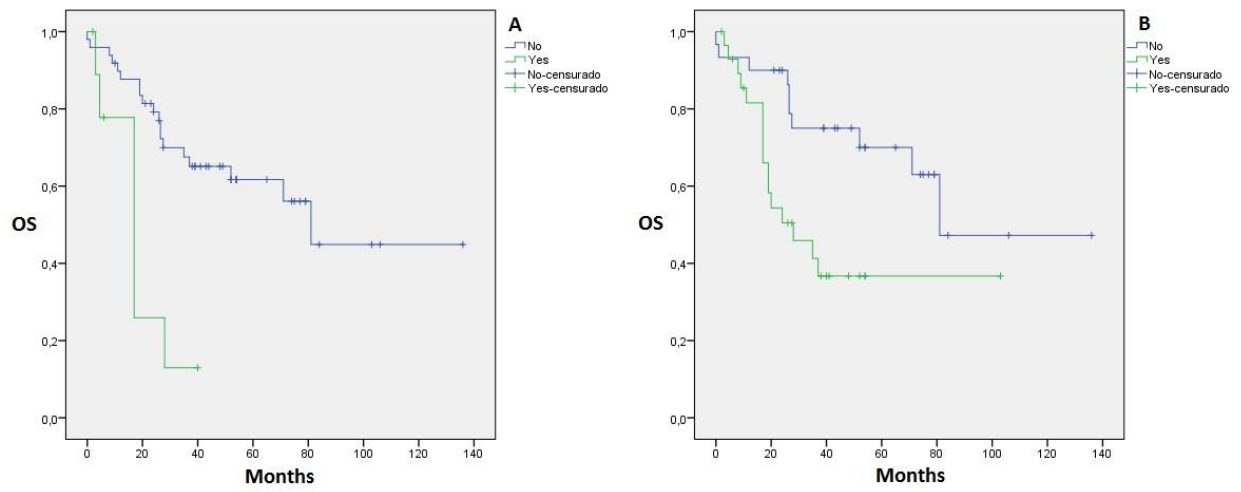 A
No
Yes
No-censurado
Yes-censurado
1,0
0,8
0,6
0,4
0,2
0,0
OS
0 20 40 60 80 100 120 140
Months
B
No
Yes
No-censurado
Yes-censurado
1,0
0,8
0,6
0,4
0,2
0,0
OS
0 20 40 60 80 100 120 140
Months